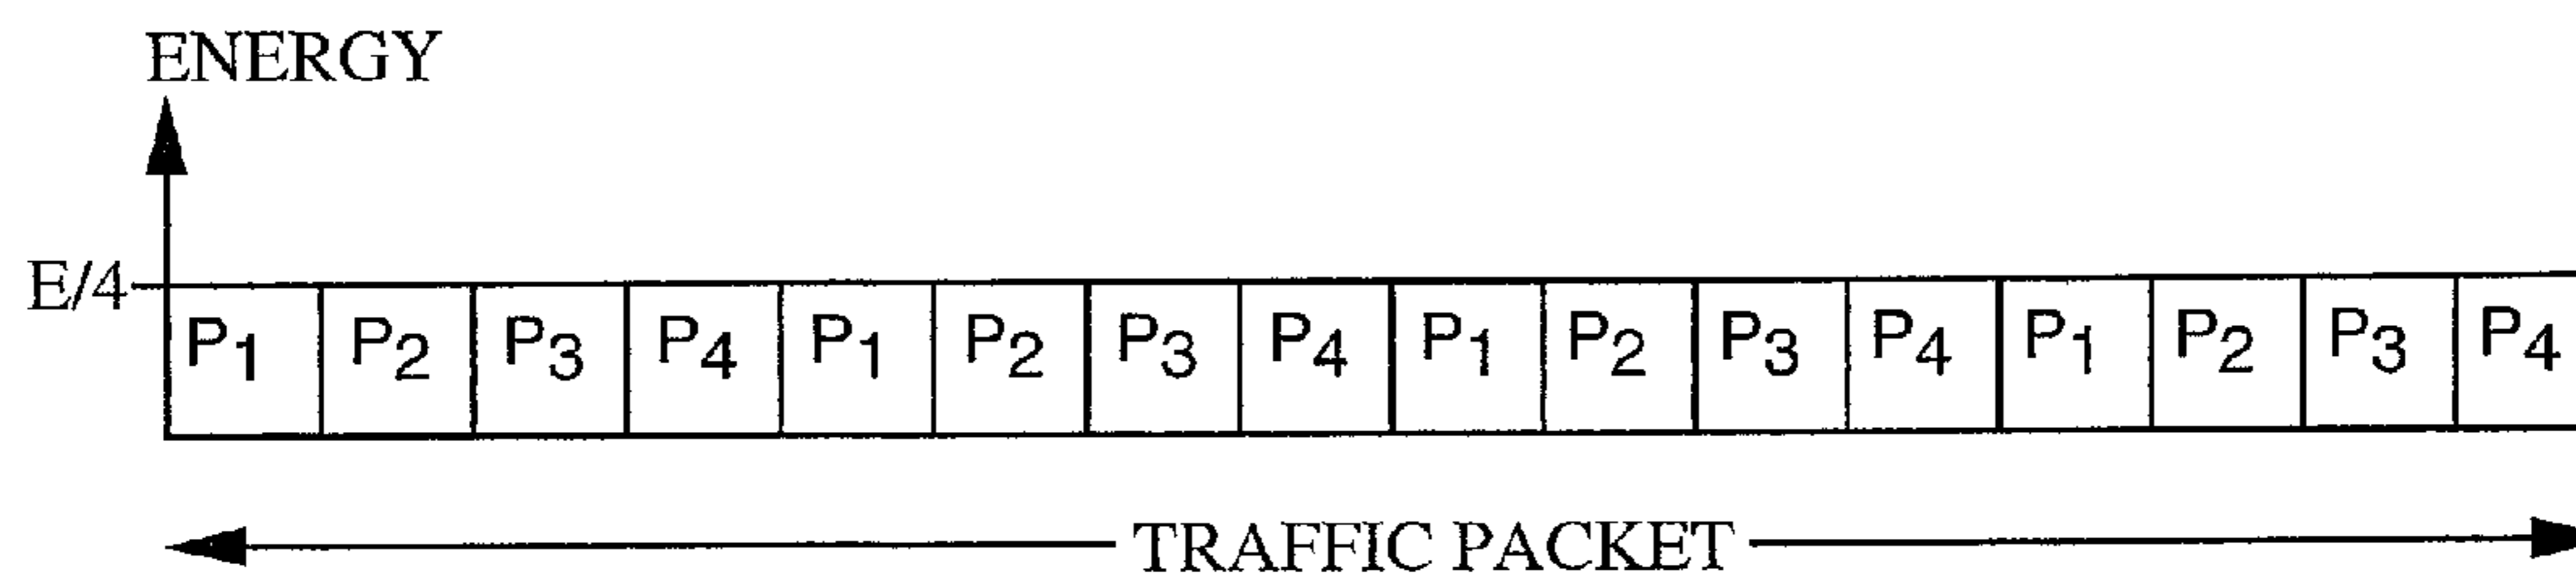 ENERGY
E/4
P1 P2 P3 P4 P1 P2 P3 P4 P1 P2 P3 P4 P1 P2 P3 P4
TRAFFIC PACKET